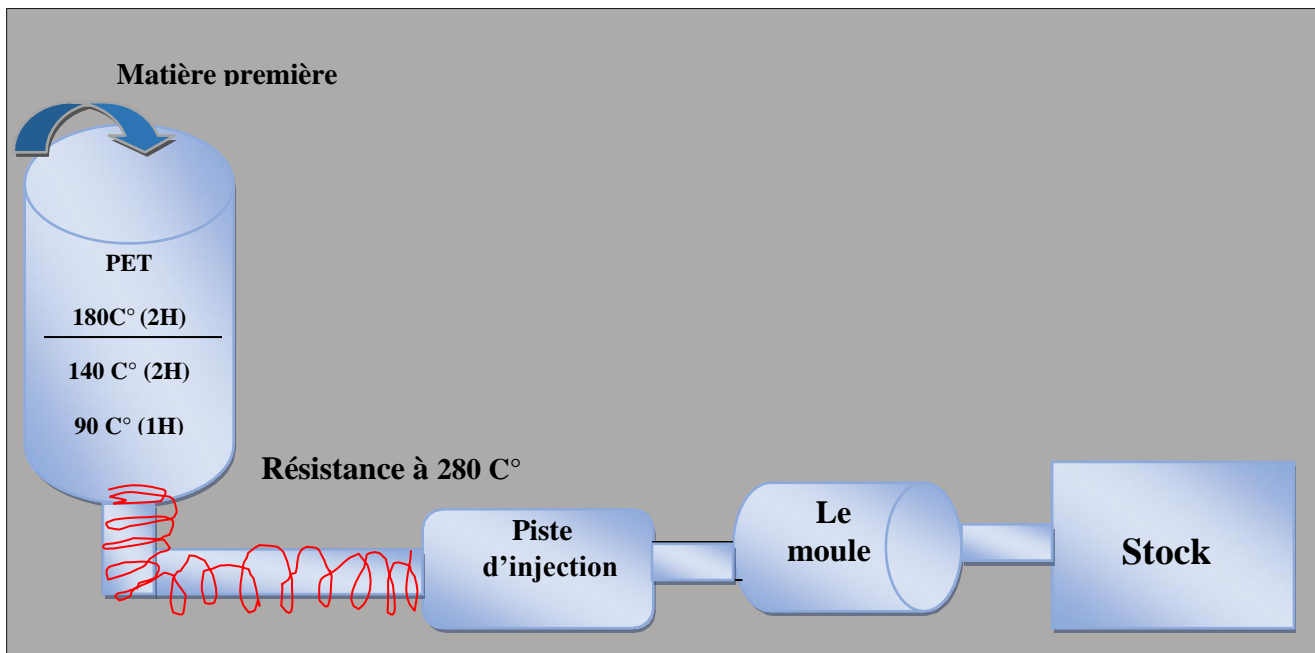 Matière première
PET
180C° (2H)
140 C° (2H)
90 C° (1H)
Résistance à 280 C°
Piste
d’injection
Le
moule
Stock